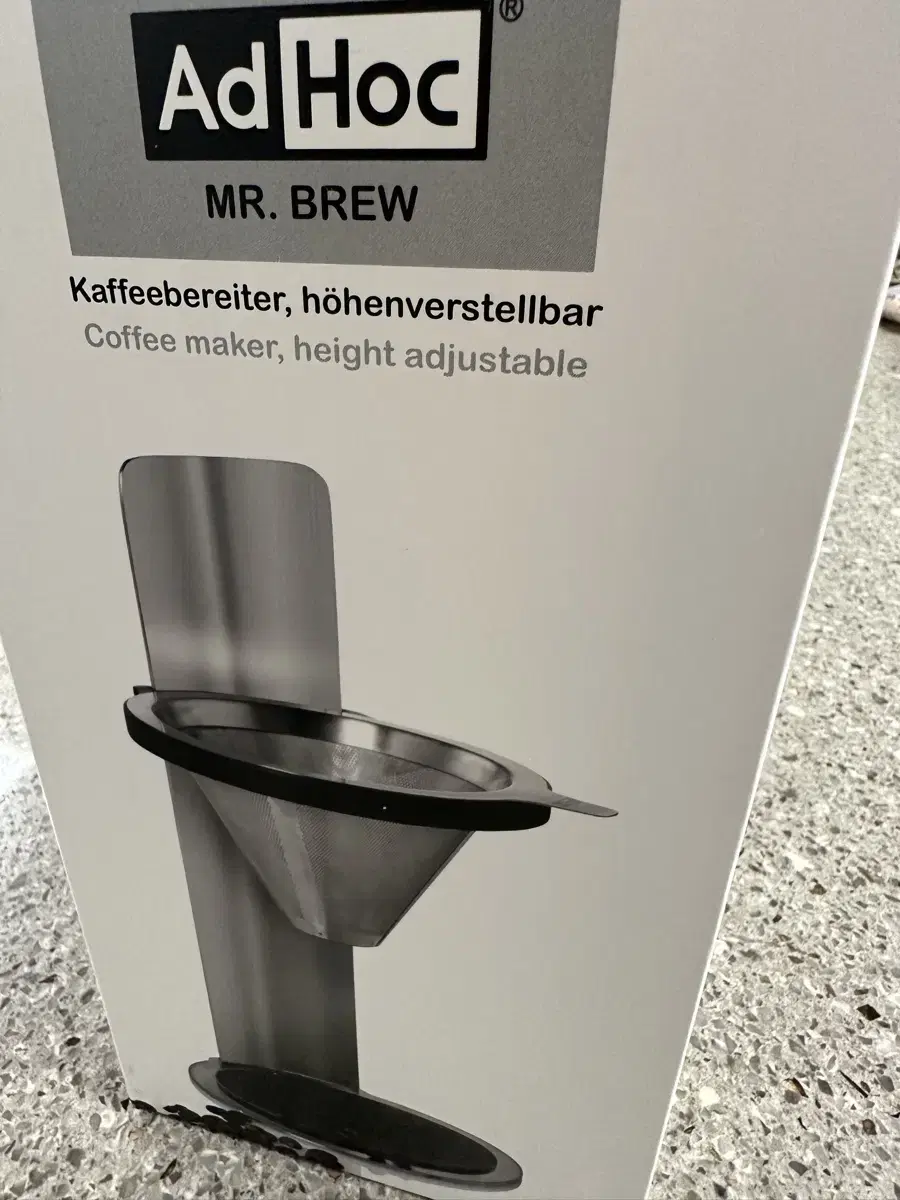 AdHoc®
MR. BREW
Kaffeebereiter, höhenverstellbar
Coffee maker, height adjustable